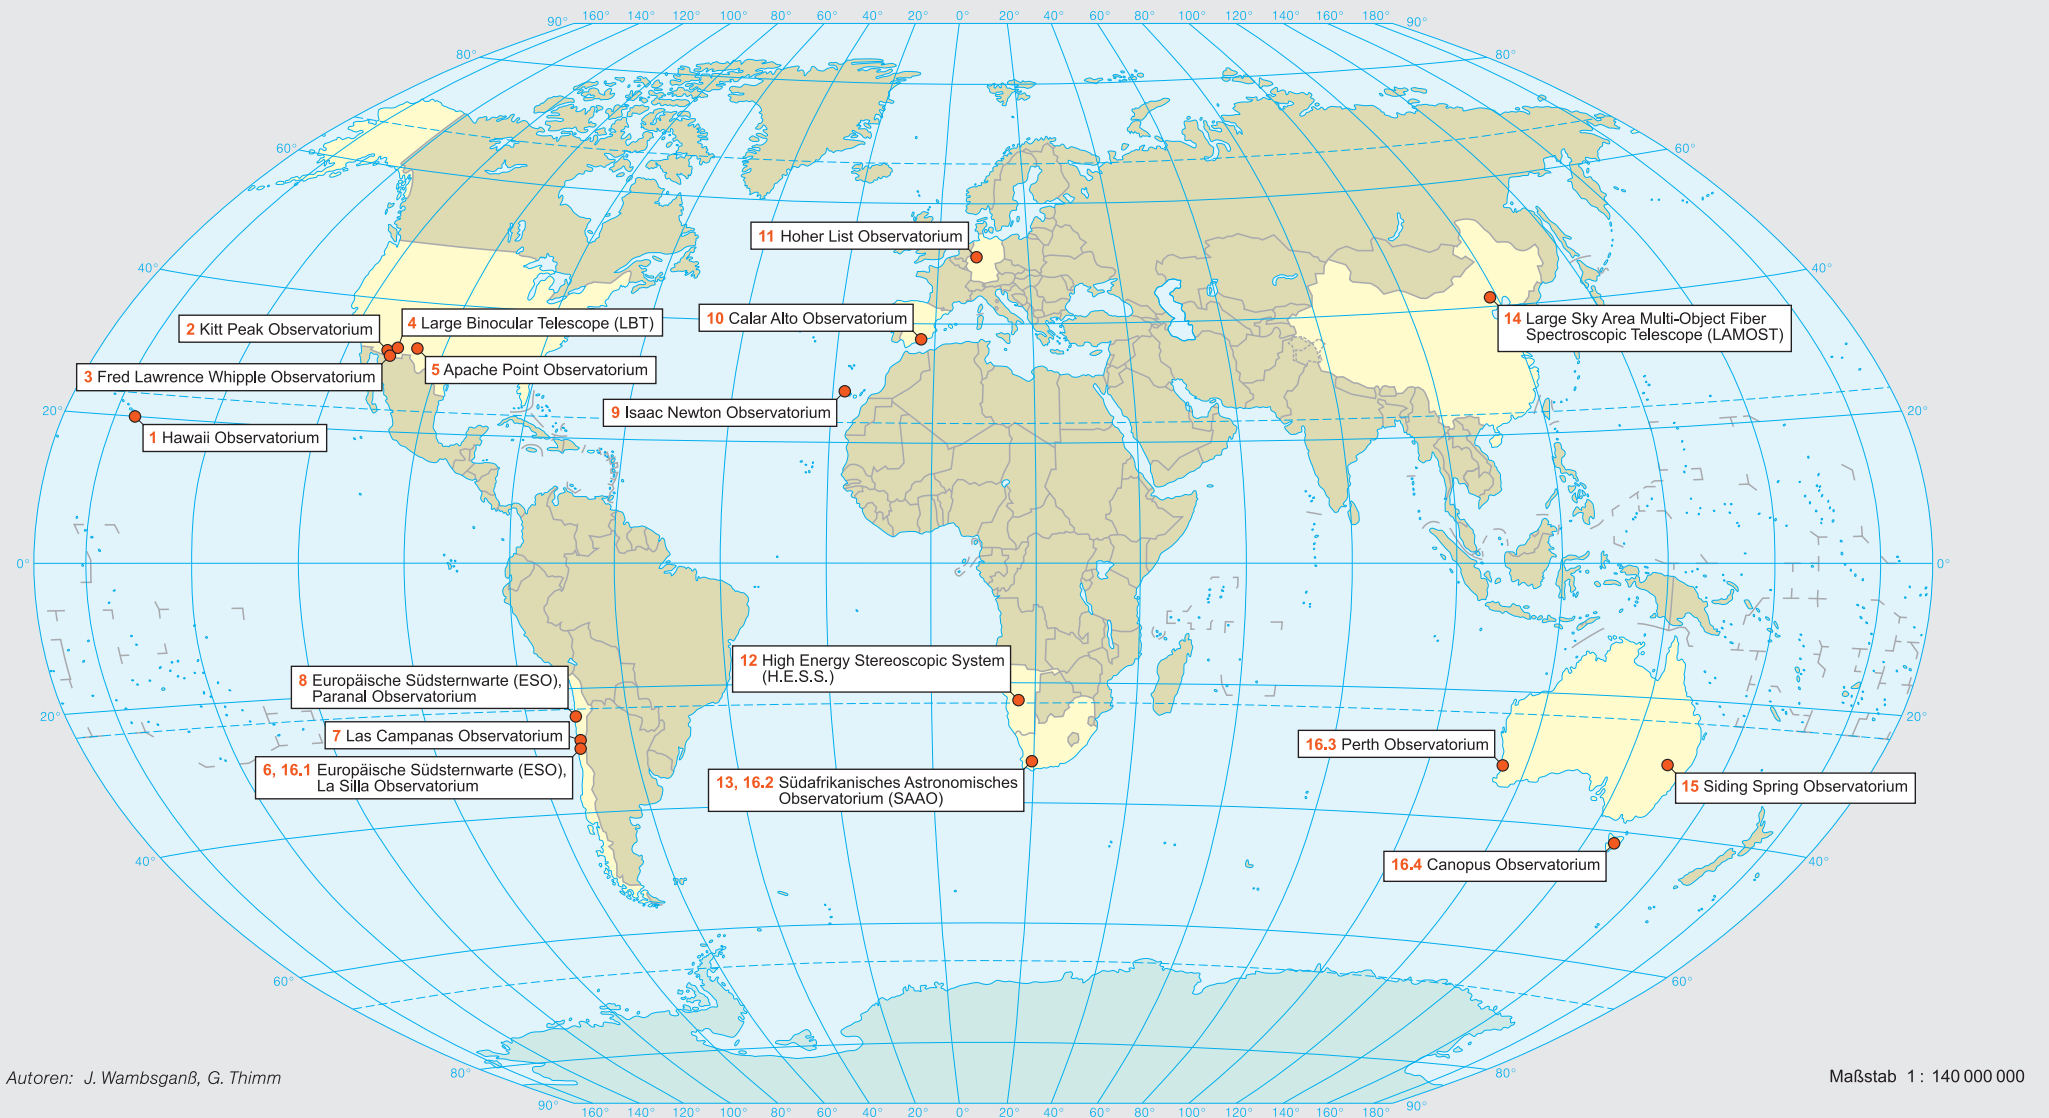 160° 140° 120° 100° 80° 60° 40° 20° 0° 20° 40° 60° 80° 100° 120° 140° 160° 180°
90° 90°
80° 80°
60° 60°
11 Hoher List Observatorium
40° 40°
10 Calar Alto Observatorium
14 Large Sky Area Multi-Object Fiber
Spectroscopic Telescope (LAMOST)
2 Kitt Peak Observatorium
4 Large Binocular Telescope (LBT)
3 Fred Lawrence Whipple Observatorium
5 Apache Point Observatorium
20° 20°
9 Isaac Newton Observatorium
1 Hawaii Observatorium
0° 0°
12 High Energy Stereoscopic System
(H.E.S.S.)
8 Europäische Südsternwarte (ESO),
Paranal Observatorium
20° 20°
7 Las Campanas Observatorium
16.3 Perth Observatorium
6, 16.1 Europäische Südsternwarte (ESO),
La Silla Observatorium
13, 16.2 Südafrikanisches Astronomisches
Observatorium (SAAO)
15 Siding Spring Observatorium
40° 40°
16.4 Canopus Observatorium
60° 60°
80° 80°
Autoren: J. Wambsganß, G. Thimm
Maßstab 1 : 140 000 000
90° 90°
160° 140° 120° 100° 80° 60° 40° 20° 0° 20° 40° 60° 80° 100° 120° 140° 160° 180°